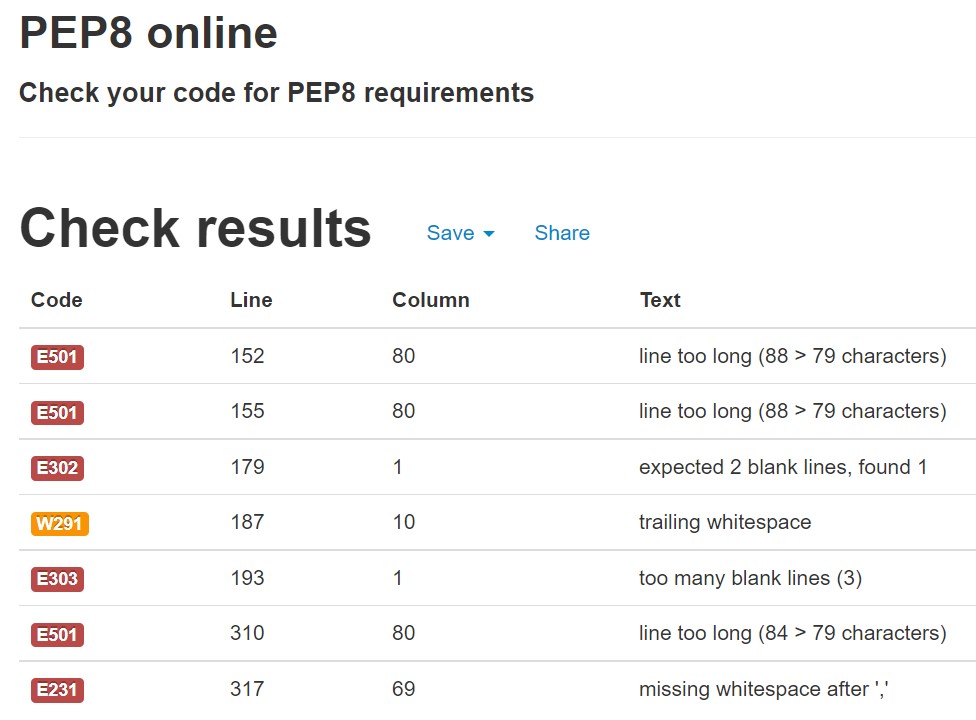 PEP8 online
Check your code for PEP8 requirements
Check results Save Share
Code Line Column Text
E501 152 80 line too long (88 > 79 characters)
E501 155 80 line too long (88 > 79 characters)
E302 179 1 expected 2 blank lines, found 1
W291 187 10 trailing whitespace
E303 193 1 too many blank lines (3)
E501 310 80 line too long (84 > 79 characters)
E231 317 69 missing whitespace after ','